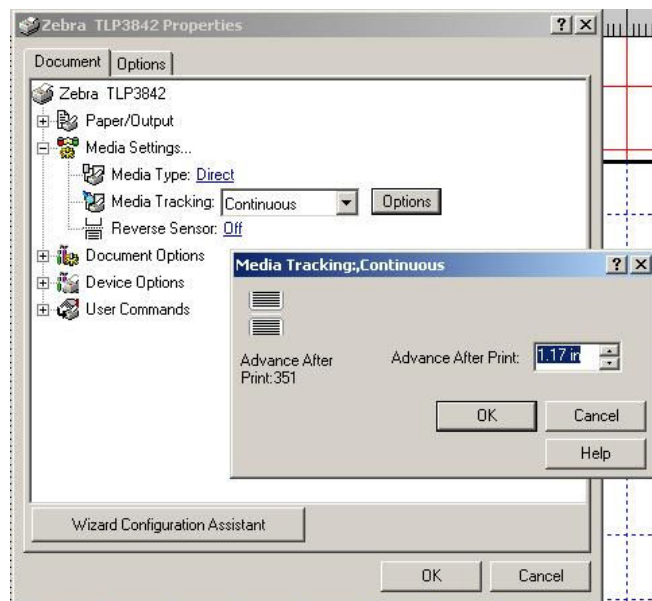 Zebra TLP3842 Properties
Document
Options
Zebra TLP3842
Paper/Output
Media Settings...
Media Type: Direct
Media Tracking: Continuous
Options
Reverse Sensor: Off
Document Options
Device Options
User Commands
Media Tracking:,Continuous
Advance After
Print:351
Advance After Print: 1.17 in
OK
Cancel
Help
Wizard Configuration Assistant
OK
Cancel